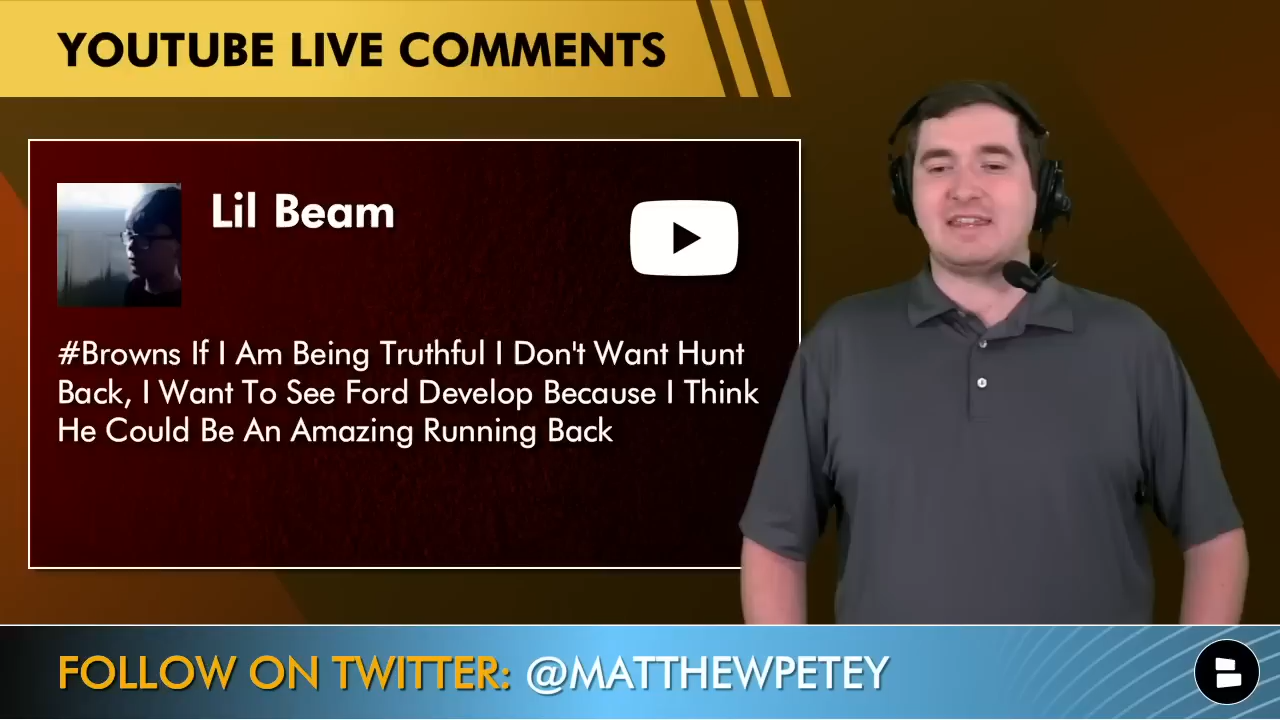 YOUTUBE LIVE COMMENTS
Lil Beam
#Browns If I Am Being Truthful I Don't Want Hunt
Back, I Want To See Ford Develop Because I Think
He Could Be An Amazing Running Back
FOLLOW ON TWITTER: @MATTHEWPETEY